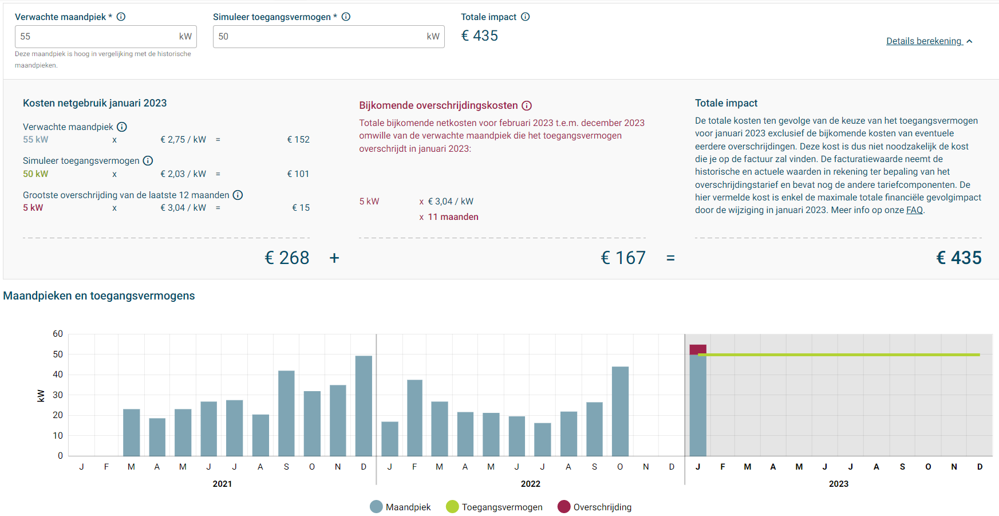 Verwachte maandpiek *
Simuleer toegangsvermogen *
Totale impact
55 kW
50 kW
€ 435
Details berekening
Deze maandpiek is hoog in vergelijking met de historische
maandpieken.
Kosten netgebruik januari 2023
Verwachte maandpiek
55 kW x € 2,75 / kW = € 152
Simuleer toegangsvermogen
50 kW x € 2,03 / kW = € 101
Grootste overschrijding van de laatste 12 maanden
5 kW x € 3,04 / kW = € 15
€ 268 +
Bijkomende overschrijdingskosten
Totale bijkomende netkosten voor februari 2023 t.e.m. december 2023
omwille van de verwachte maandpiek die het toegangsvermogen
overschrijdt in januari 2023:
5 kW x € 3,04 / kW
x 11 maanden
€ 167 =
Totale impact
De totale kosten ten gevolge van de keuze van het toegangsvermogen
voor januari 2023 exclusief de bijkomende kosten van eventuele
eerdere overschrijdingen. Deze kost is dus niet noodzakelijk de kost
die je op de factuur zal vinden. De facturatiewaarde neemt de
historische en actuele waarden in rekening ter bepaling van het
overschrijdingstarief en bevat nog de andere tariefcomponenten. De
hier vermelde kost is enkel de maximale totale financiële gevolgimpact
door de wijziging in januari 2023. Meer info op onze FAQ.
€ 435
Maandpieken en toegangsvermogens
60
50
40
30
20
10
0
kW
J F M A M J J A S O N D J F M A M J J A S O N D J F M A M J J A S O N D
2021 2022 2023
Maandpiek Toegangsvermogen Overschrijding